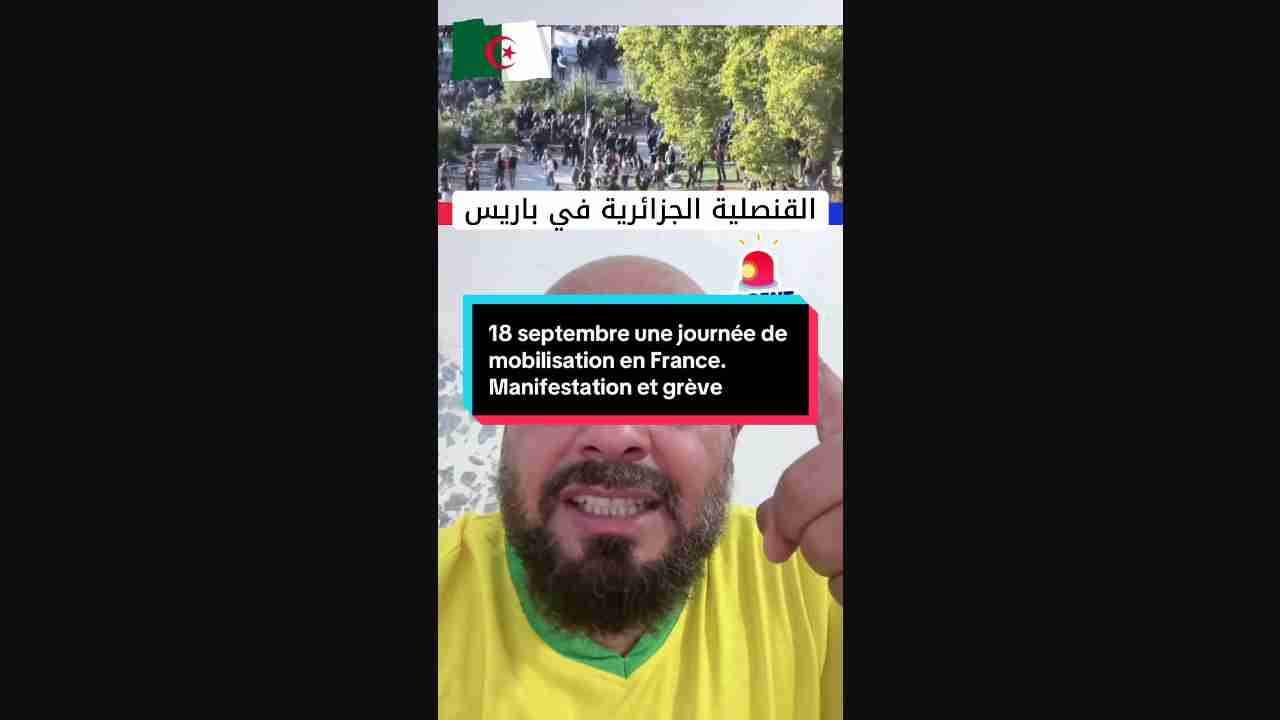 القنصلية الجزائرية في باريس
18 septembre une journée de
mobilisation en France.
Manifestation et grève